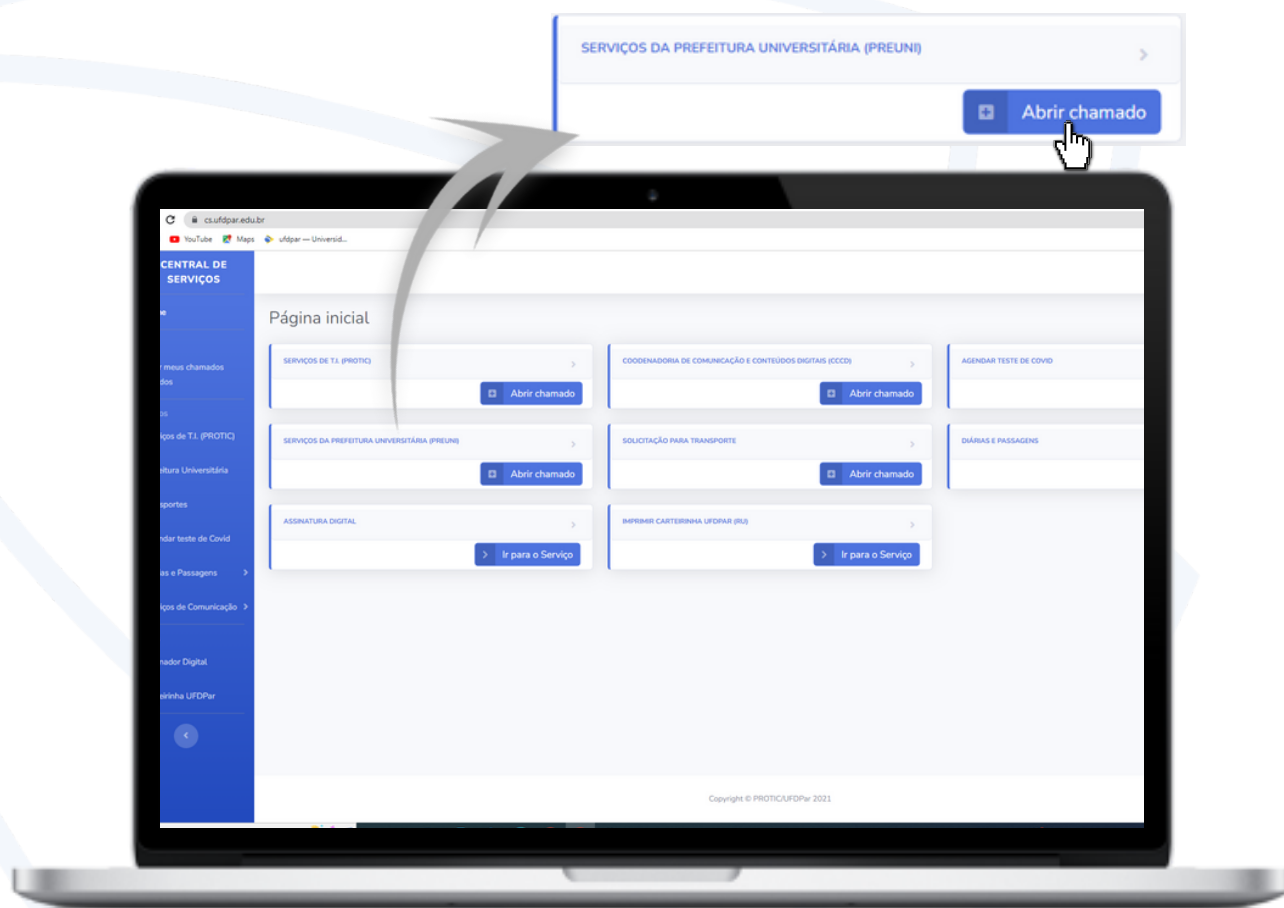 SERVIÇOS DA PREFEITURA UNIVERSITÁRIA (PREUNI)
Abrir chamado
cs.ufdpar.edu.br
YouTube Maps ufdpar — Universid...
CENTRAL DE
SERVIÇOS
Página inicial
meus chamados
SERVIÇOS DE T.I. (PROTIC)
Abrir chamado
COODENADORIA DE COMUNICAÇÃO E CONTEÚDOS DIGITAIS (CCCD)
Abrir chamado
AGENDAR TESTE DE COVID
iços de T.I. (PROTIC)
eitura Universitária
sportes
ndar teste de Covid
as e Passagens
iços de Comunicação
nador Digital
eirinha UFDPar
SERVIÇOS DA PREFEITURA UNIVERSITÁRIA (PREUNI)
Abrir chamado
SOLICITAÇÃO PARA TRANSPORTE
Abrir chamado
DIÁRIAS E PASSAGENS
ASSINATURA DIGITAL
Ir para o Serviço
IMPRIMIR CARTEIRINHA UFDPAR (RU)
Ir para o Serviço
Copyright © PROTIC/UFDPar 2021